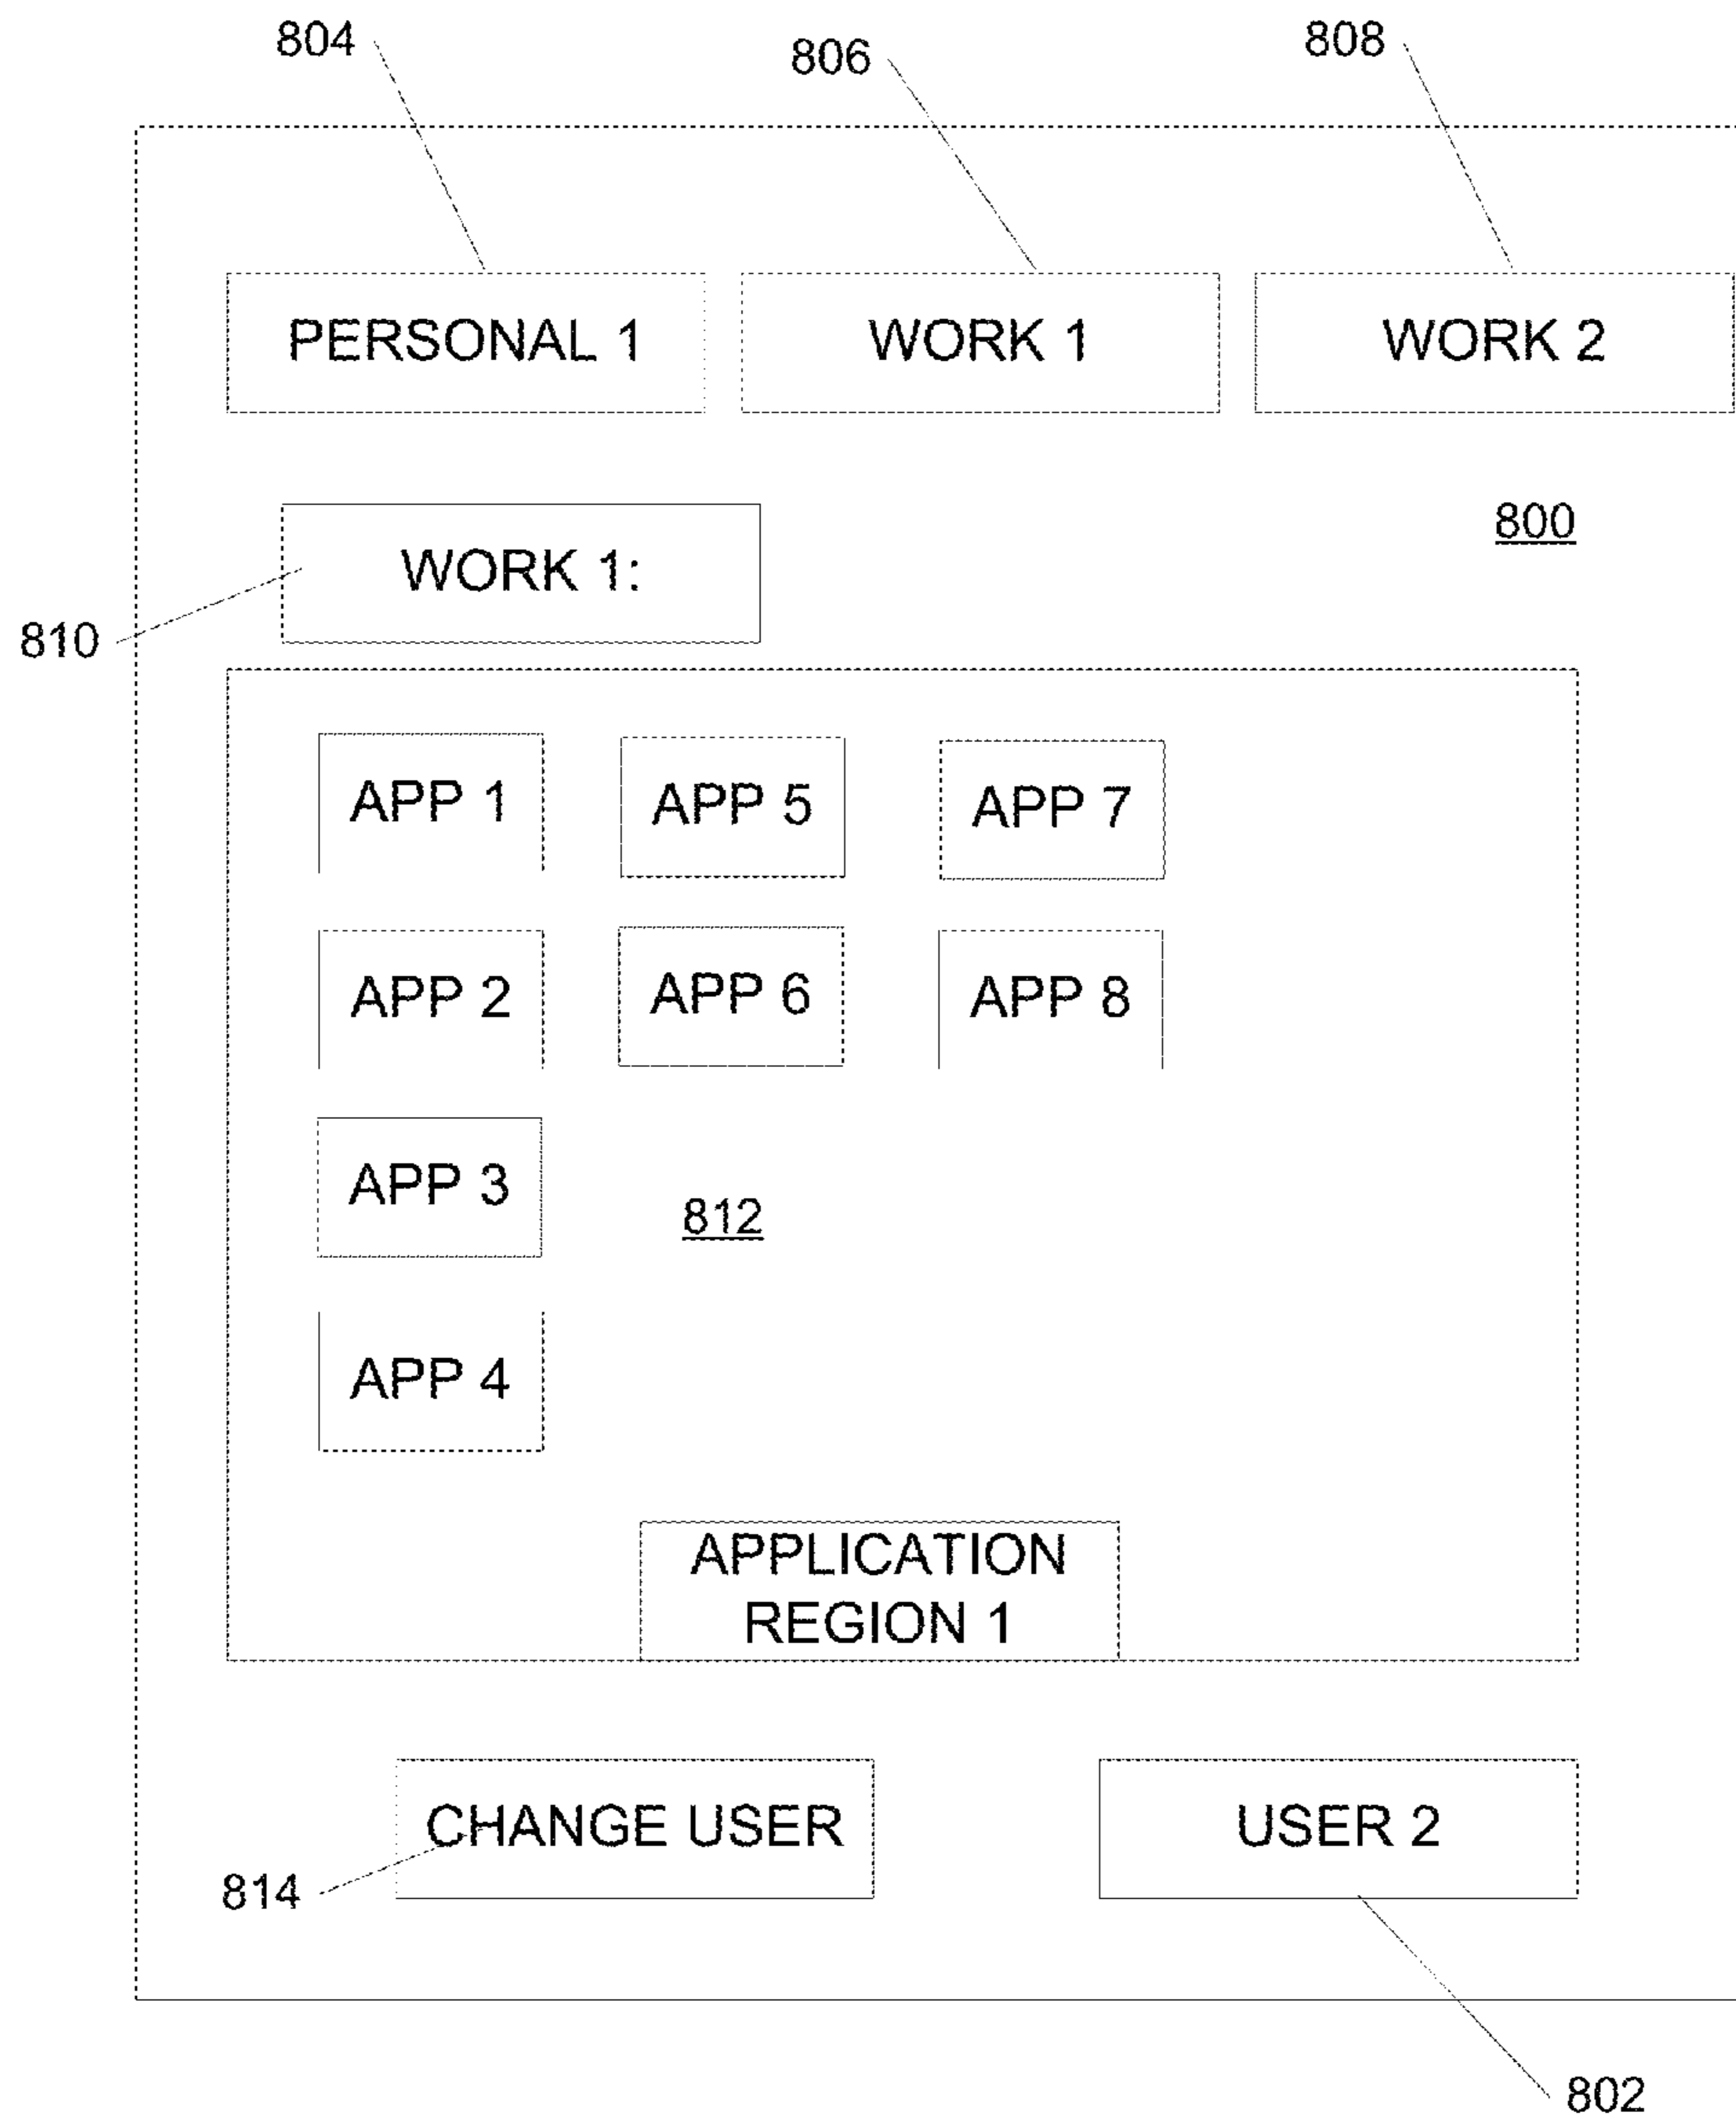 804
806
808
PERSONAL 1
WORK 1
WORK 2
800
WORK 1:
810
APP 1
APP 5
APP 7
APP 2
APP 6
APP 8
APP 3
812
APP 4
APPLICATION
REGION 1
CHANGE USER
USER 2
814
802